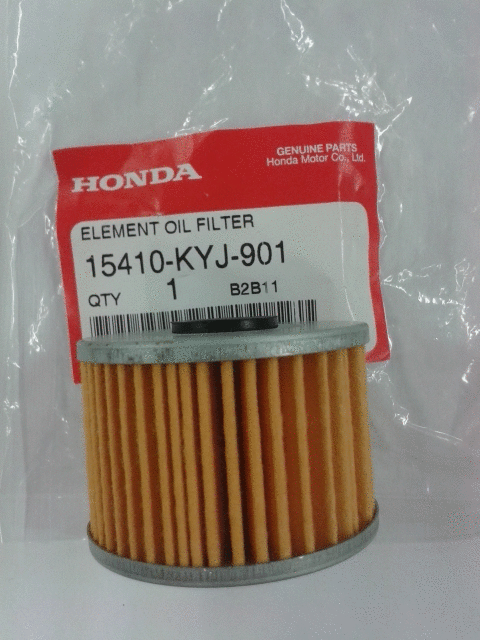 GENUINE PARTS
HONDA
Honda Motor Co., Ltd.
ELEMENT OIL FILTER
15410-KYJ-901
QTY 1 B2B11